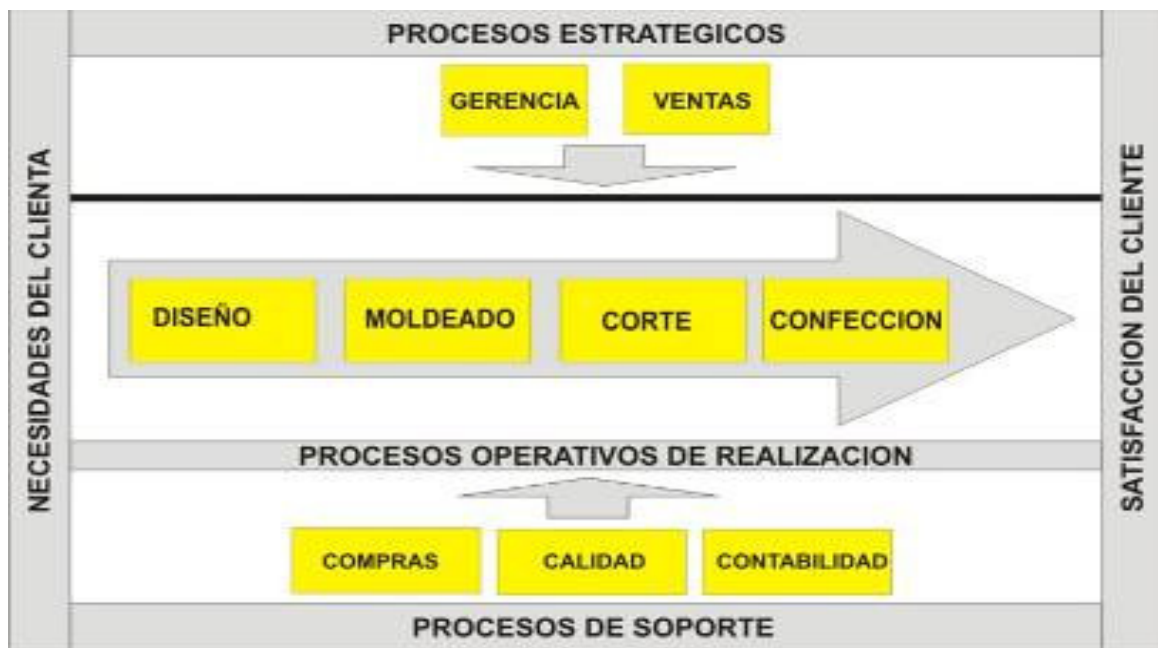 PROCESOS ESTRATEGICOS
GERENCIA
VENTAS
NECESIDADES DEL CLIENTA
DISEÑO
MOLDEADO
CORTE
CONFECCION
SATISFACCION DEL CLIENTE
PROCESOS OPERATIVOS DE REALIZACION
COMPRAS
CALIDAD
CONTABILIDAD
PROCESOS DE SOPORTE